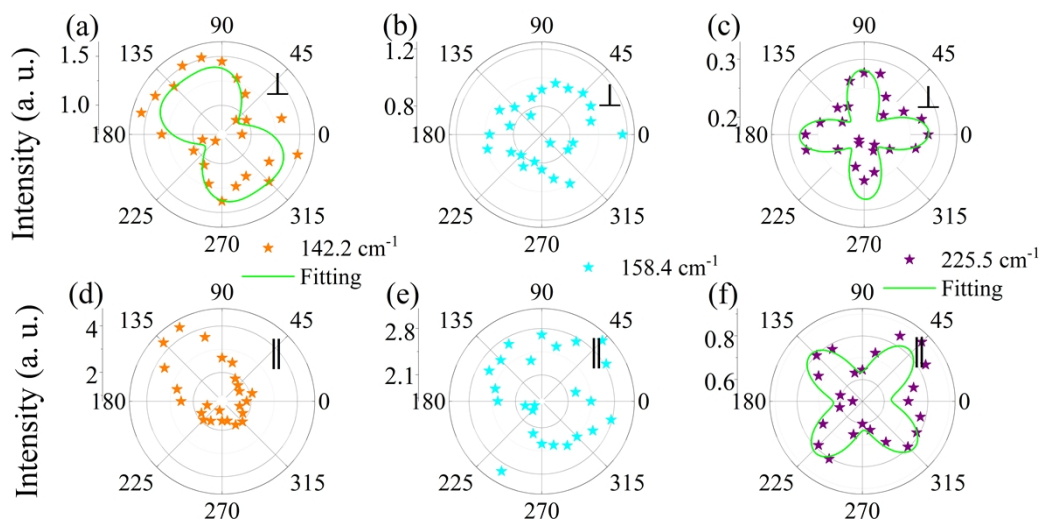 (a) 90 (b) 90 (c) 90
135 45 135 45 135 45
1.5 1.2 0.3
⊥ ⊥ ⊥
1.0 0.8 0.2
180 0 180 0 180 0
Intensity (a. u.)
225 315 225 315 225 315
270 270 270
142.2 cm-1 158.4 cm-1 225.5 cm-1
Fitting Fitting
(d) 90 (e) 90 (f) 90
135 45 135 45 135 45
4 2.8 0.8
|| || ||
2 2.1 0.6
180 0 180 0 180 0
Intensity (a. u.)
225 315 225 315 225 315
270 270 270